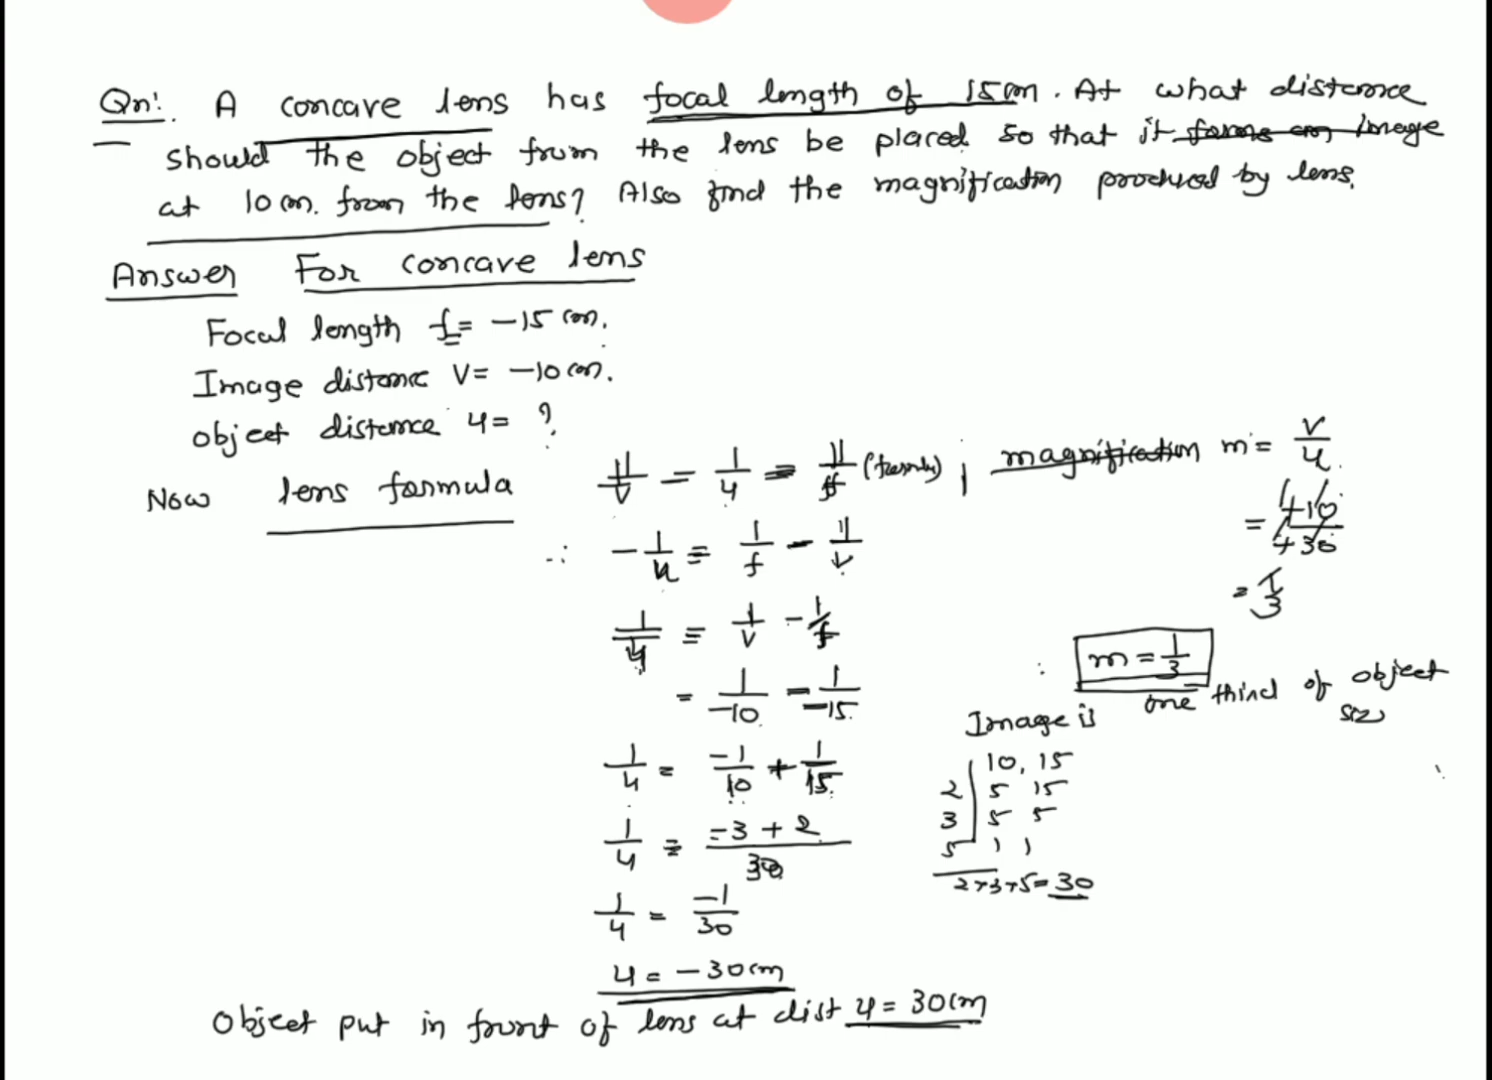 Qn: A concave lens has focal length of 15cm. At what distance
should the object from the lens be placed so that it forms an image
at 10cm. from the lens? Also find the magnification produced by lens.
Answer For concave lens
Focal length f= -15 cm.
Image distance V= -10 cm.
object distance u= ?
Now lens formula 1/v = 1/u = 1/f ; magnification m = v/u
∴ -1/u = 1/f - 1/v
= +10/+30
1/u = 1/v - 1/f
= 1/3
= 1/-10 - 1/-15
∴ m = 1/3
Image is one third of object
size
1/u = -1/10 + 1/15
10, 15
2 5 15
3 5 5
5 1 1
2×3×5=30
1/u = -3 + 2/30
1/u = -1/30
u = -30cm
Object put in front of lens at dist u = 30cm